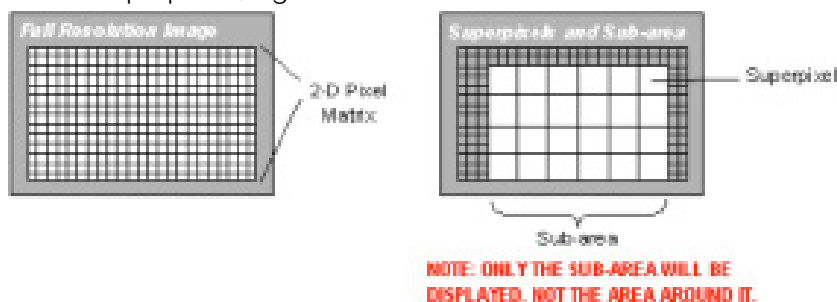 Full Resolution Image
2-D Pixel
Matrix
Superpixels and Sub-area
Superpixel
Sub-area
NOTE: ONLY THE SUB-AREA WILL BE
DISPLAYED, NOT THE AREA AROUND IT.